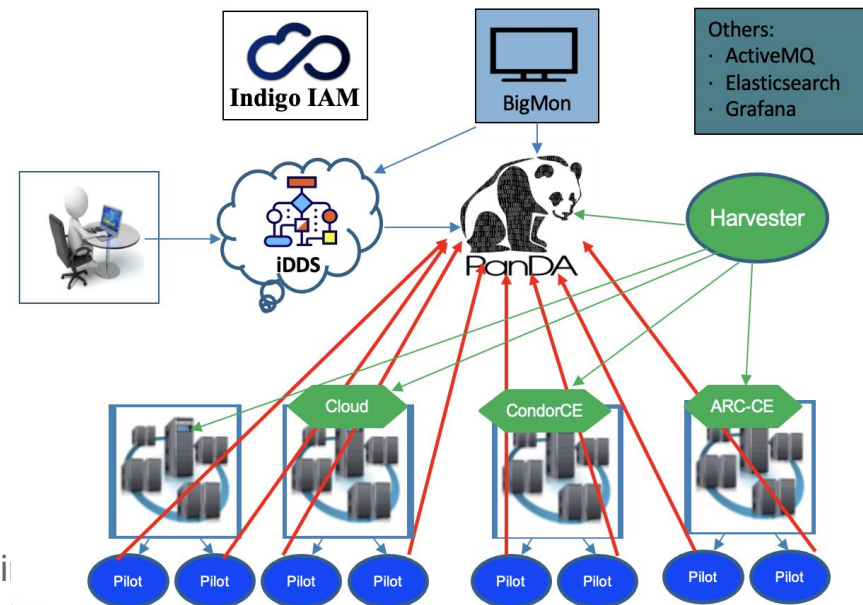 Indigo IAM
BigMon
Others:
· ActiveMQ
· Elasticsearch
· Grafana
iDDS
PanDA
Harvester
Cloud
CondorCE
ARC-CE
Pilot
Pilot
Pilot
Pilot
Pilot
Pilot
Pilot
Pilot